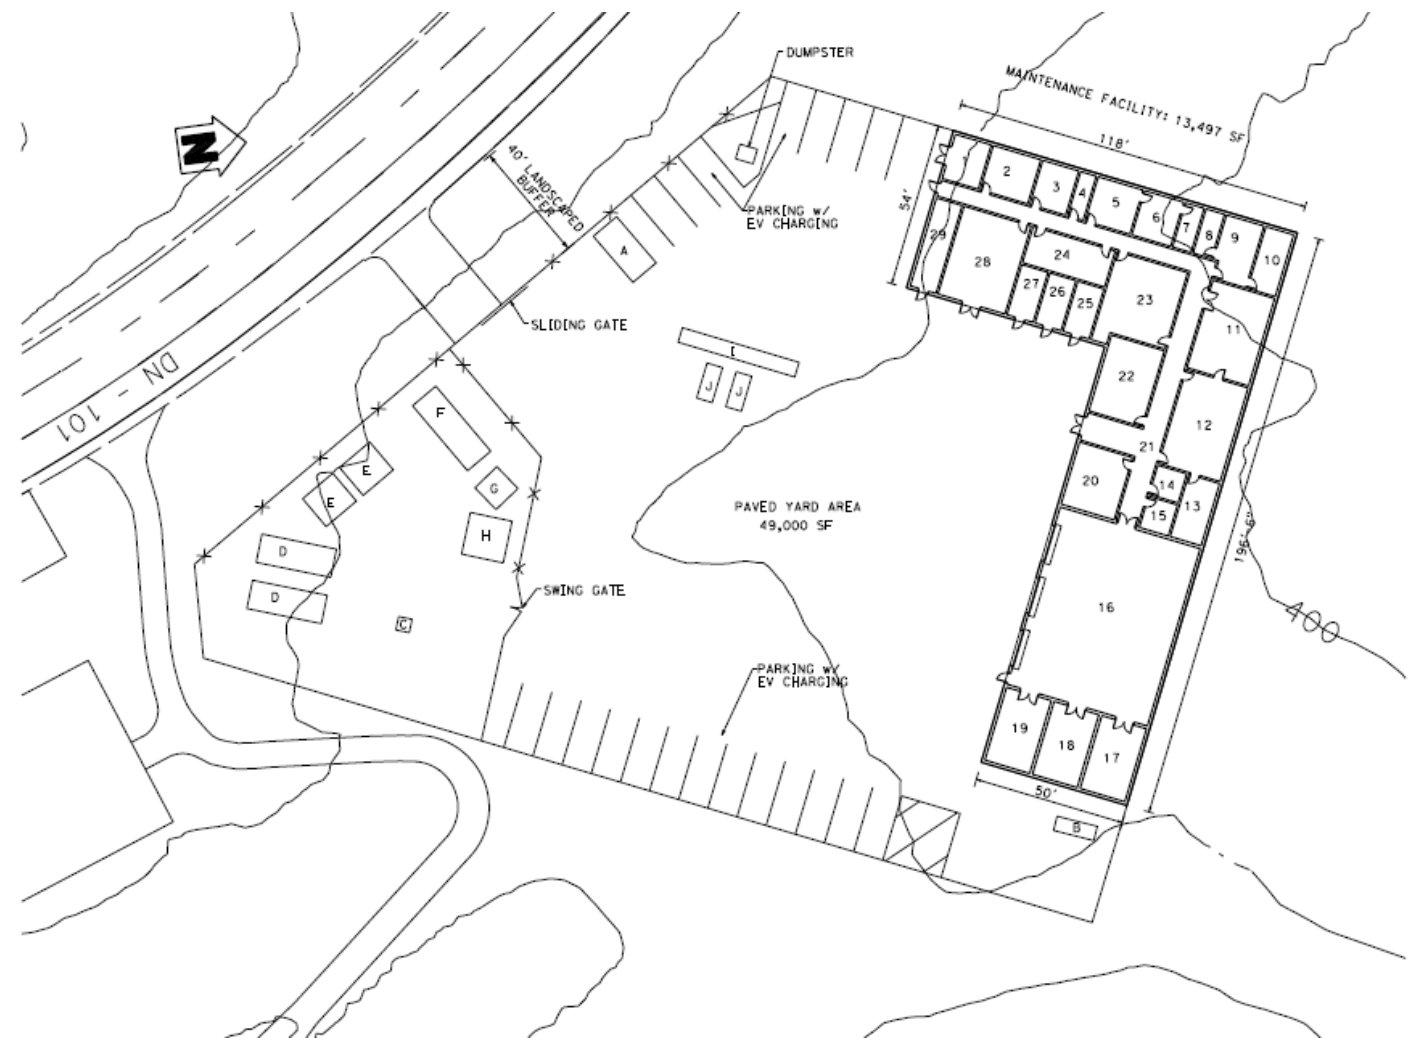 DUMPSTER
MAINTENANCE FACILITY: 13,497 SF
118'
N
40' LANDSCAPED
BUFFER
PARKING w/
EV CHARGING
54'
A
2
3
4
5
6
7
8
9
10
29
28
24
27
26
25
23
11
SLIDING GATE
I
J
J
22
12
DN - 101
F
E
E
G
H
21
20
14
15
13
PAVED YARD AREA
49,000 SF
196'-6"
D
D
C
SWING GATE
16
400
PARKING w/
EV CHARGING
19
18
17
50'
B